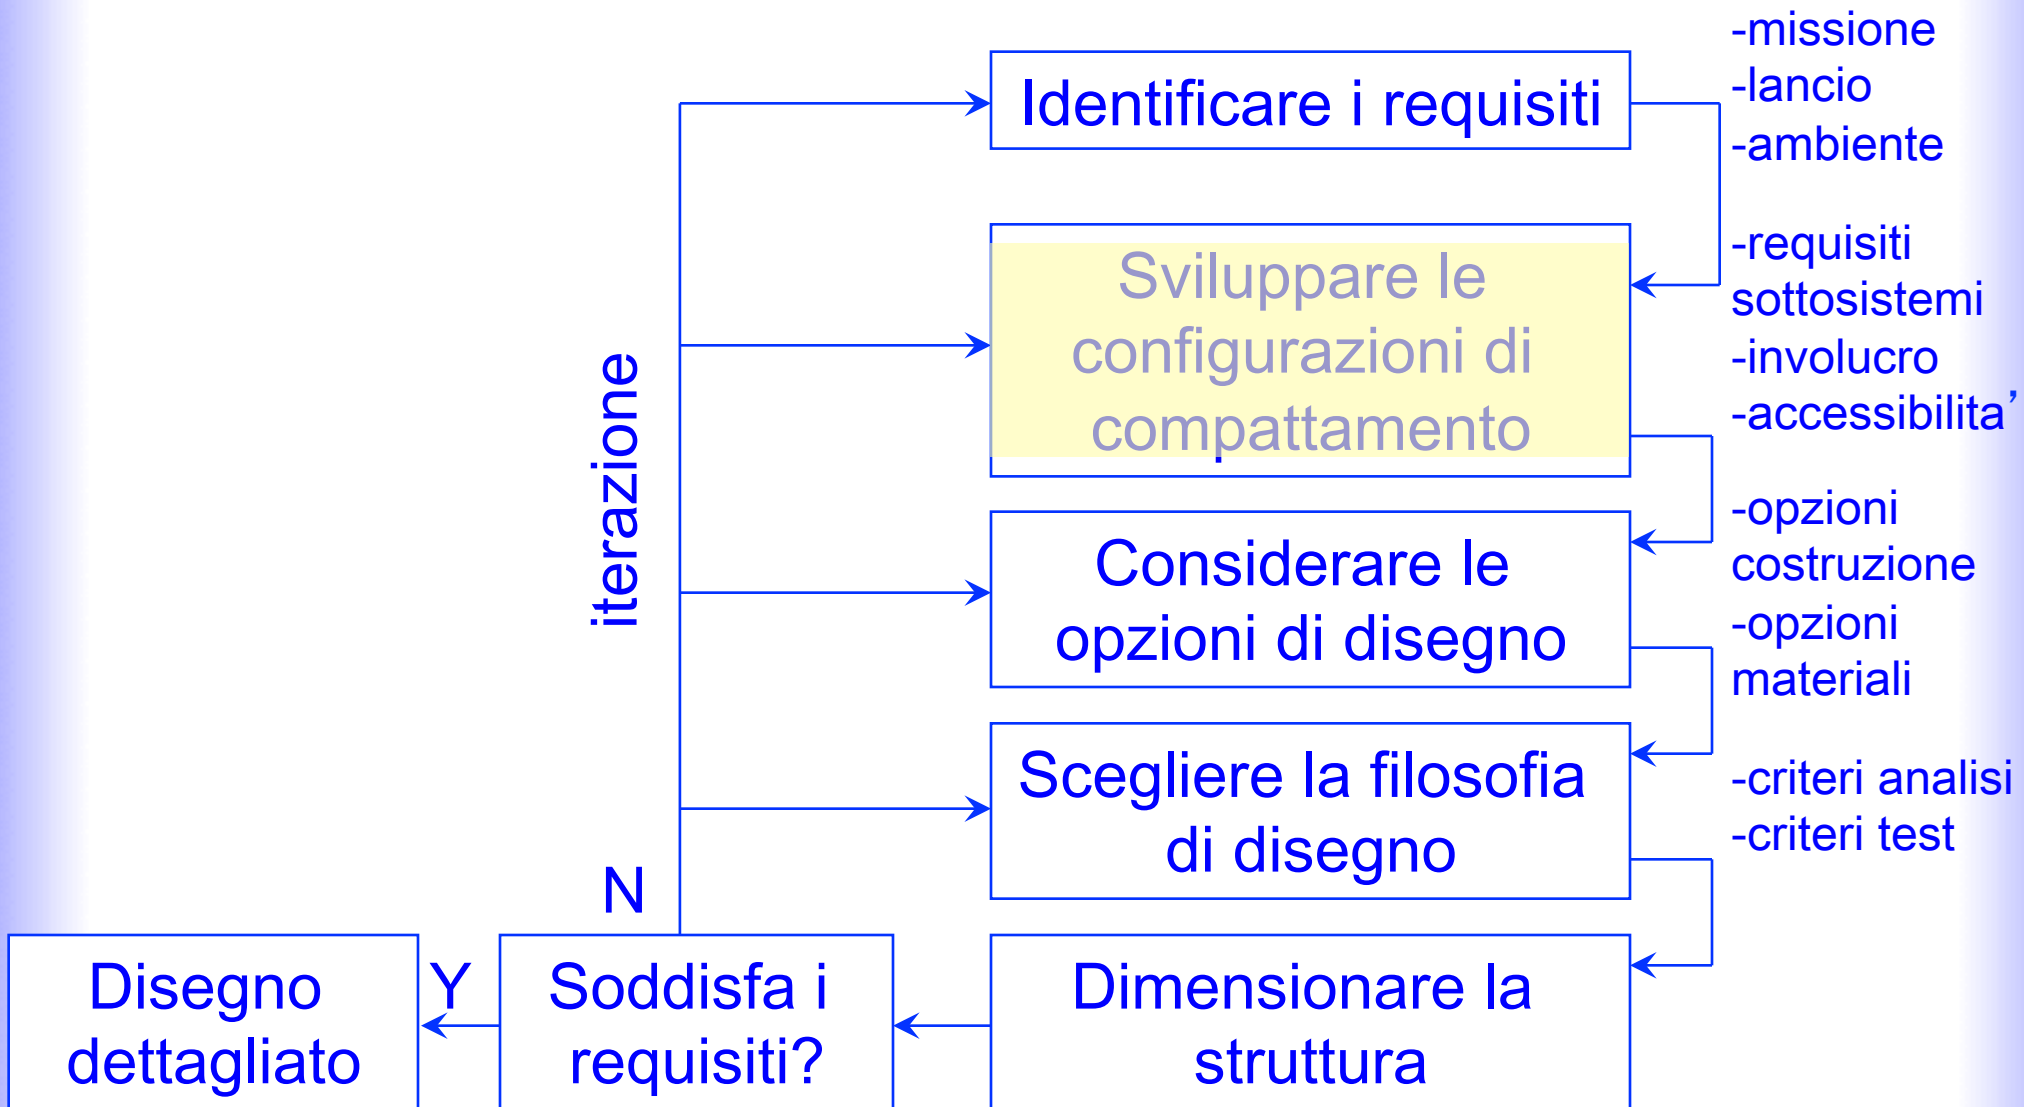 Identificare i requisiti
-missione
-lancio
-ambiente
Sviluppare le
configurazioni di
compattamento
-requisiti
sottosistemi
-involucro
-accessibilita’
iterazione
Considerare le
opzioni di disegno
-opzioni
costruzione
-opzioni
materiali
Scegliere la filosofia
di disegno
-criteri analisi
-criteri test
N
Disegno
dettagliato
Y
Soddisfa i
requisiti?
Dimensionare la
struttura